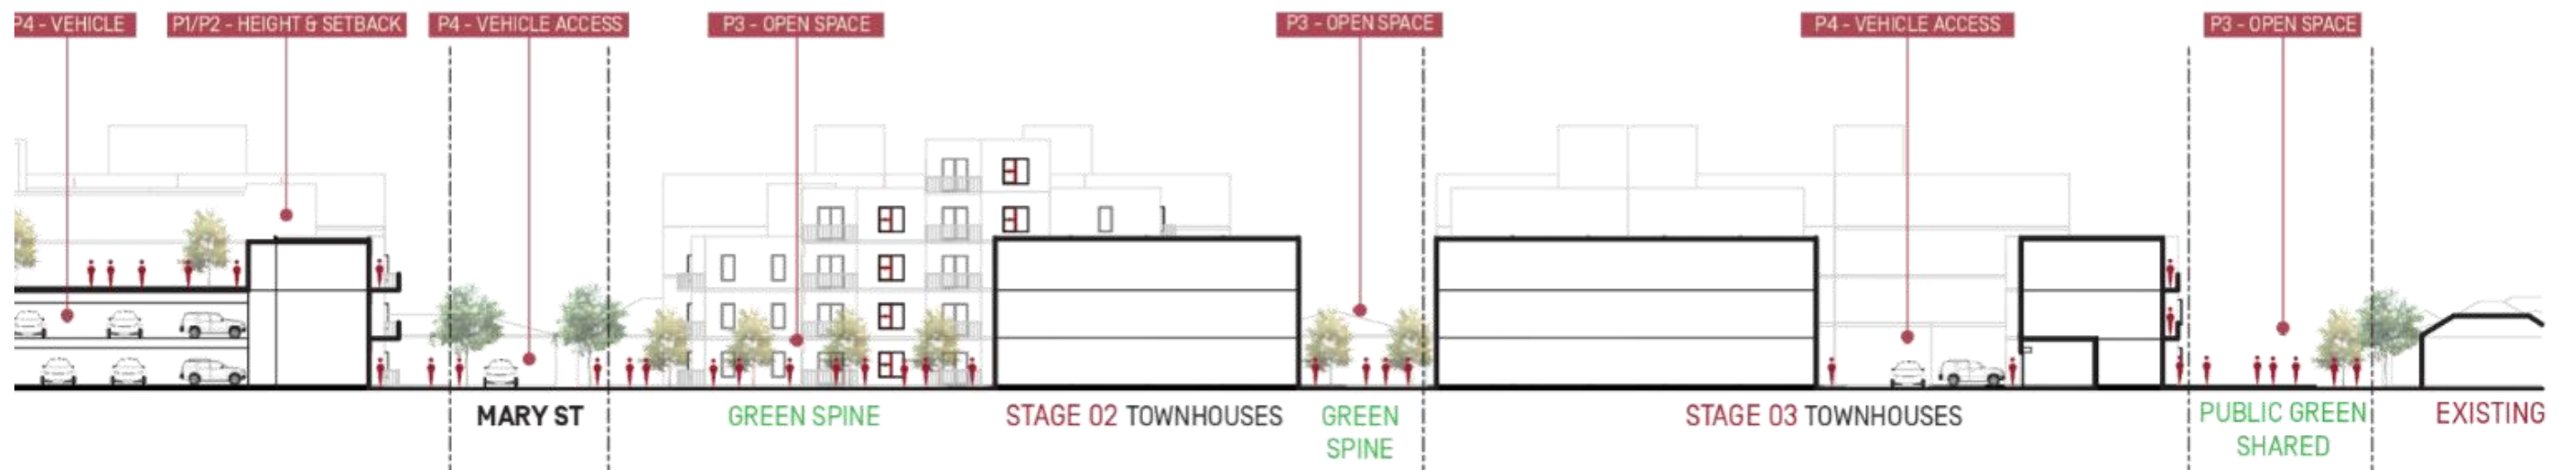 P4 - VEHICLE
P1/P2 - HEIGHT & SETBACK
P4 - VEHICLE ACCESS
P3 - OPEN SPACE
P3 - OPEN SPACE
P4 - VEHICLE ACCESS
P3 - OPEN SPACE
MARY ST
GREEN SPINE
STAGE 02 TOWNHOUSES
GREEN
SPINE
STAGE 03 TOWNHOUSES
PUBLIC GREEN
SHARED
EXISTING